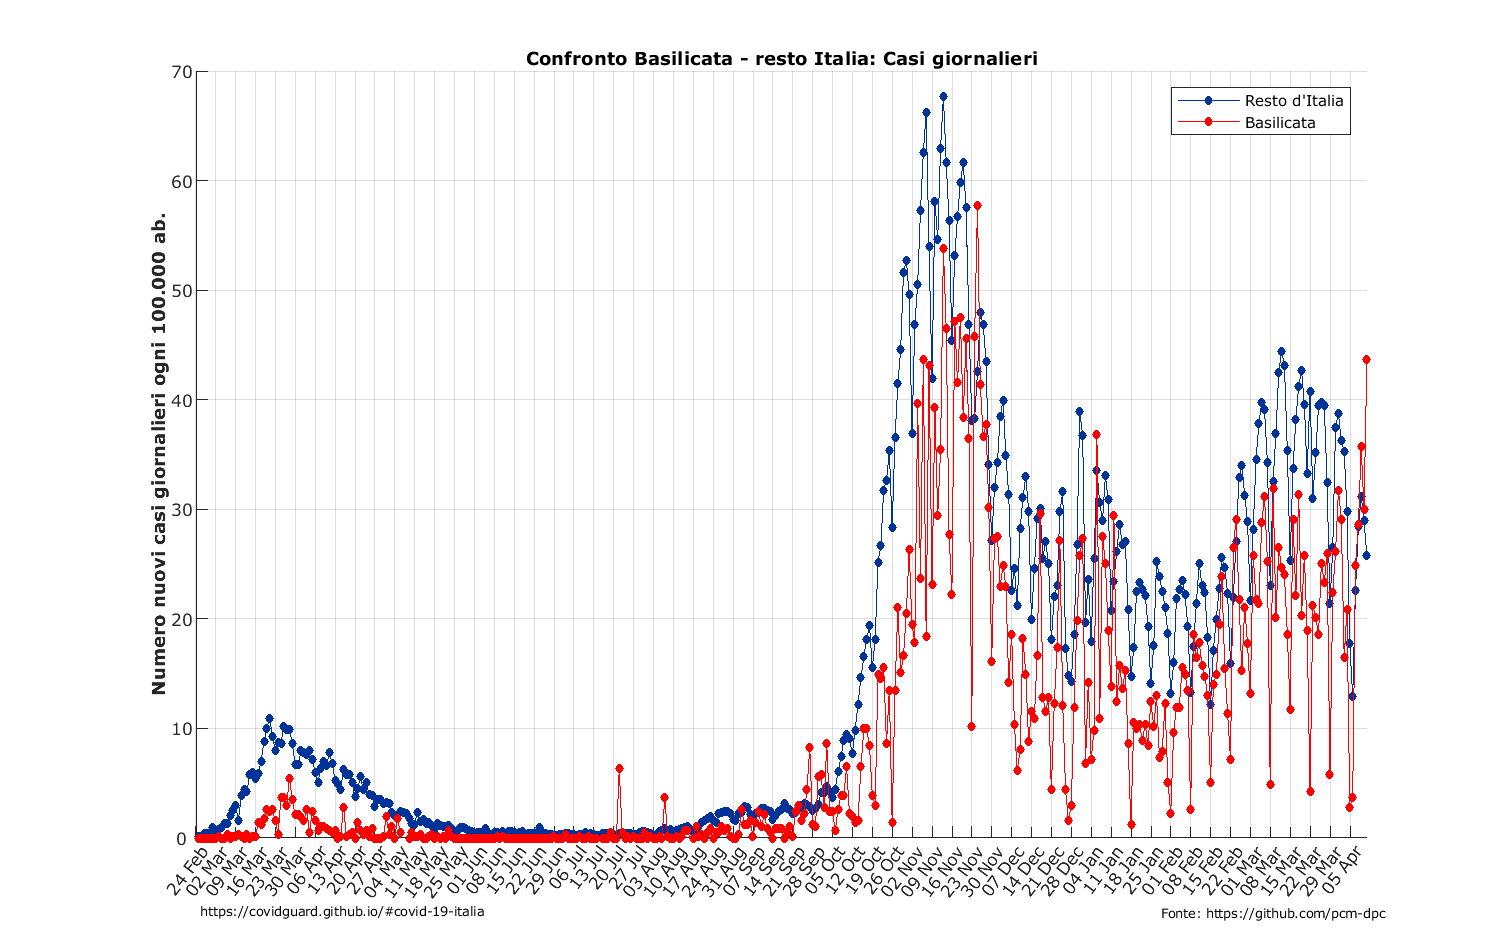 Confronto Basilicata - resto Italia: Casi giornalieri
Numero nuovi casi giornalieri ogni 100.000 ab.
70
60
50
40
30
20
10
0
Resto d'Italia
Basilicata
24 Feb
02 Mar
09 Mar
16 Mar
23 Mar
30 Mar
06 Apr
13 Apr
20 Apr
27 Apr
04 May
11 May
18 May
25 May
01 Jun
08 Jun
15 Jun
22 Jun
29 Jun
06 Jul
13 Jul
20 Jul
27 Jul
03 Aug
10 Aug
17 Aug
24 Aug
31 Aug
07 Sep
14 Sep
21 Sep
28 Sep
05 Oct
12 Oct
19 Oct
26 Oct
02 Nov
09 Nov
16 Nov
23 Nov
30 Nov
07 Dec
14 Dec
21 Dec
28 Dec
04 Jan
11 Jan
18 Jan
25 Jan
01 Feb
08 Feb
15 Feb
22 Feb
01 Mar
08 Mar
15 Mar
22 Mar
29 Mar
05 Apr
https://covidguard.github.io/#covid-19-italia
Fonte: https://github.com/pcm-dpc